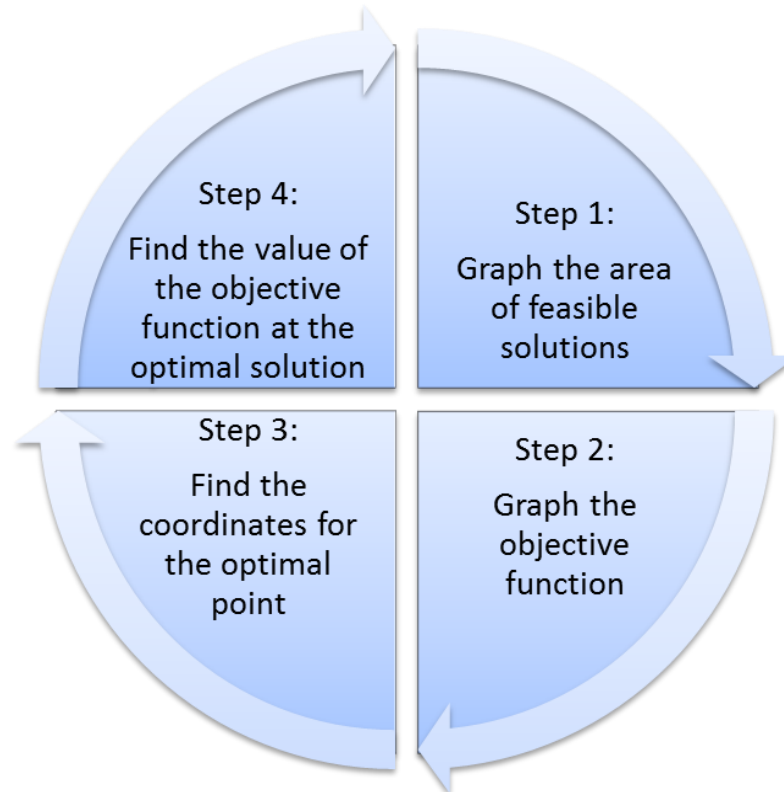 Step 1:
Graph the area
of feasible
solutions
Step 2:
Graph the
objective
function
Step 3:
Find the
coordinates for
the optimal
point
Step 4:
Find the value of
the objective
function at the
optimal solution